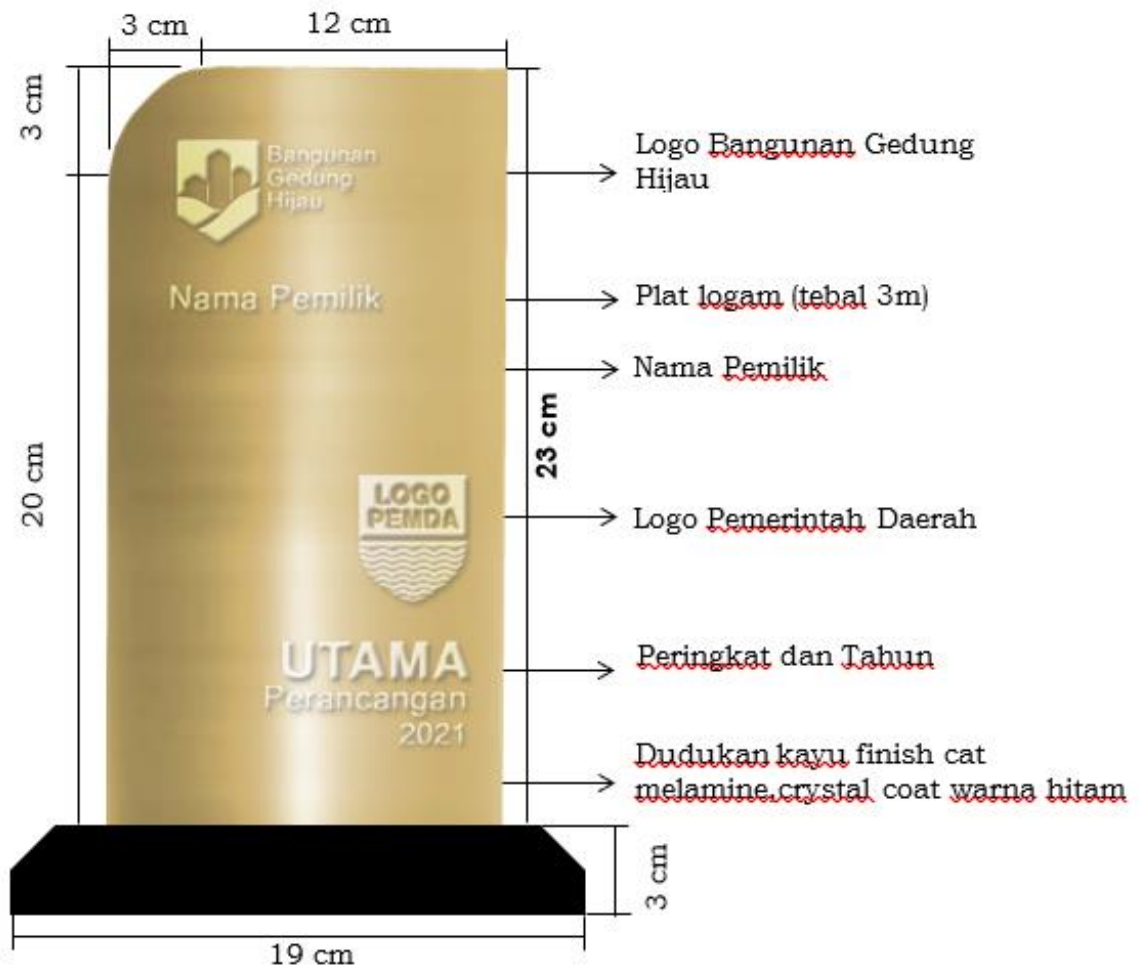 3 cm
12 cm
3 cm
Bangunan
Gedung
Hijau
Logo Bangunan Gedung
Hijau
Nama Pemilik
Plat logam (tebal 3m)
Nama Pemilik
20 cm
23 cm
LOGO
PEMDA
Logo Pemerintah Daerah
UTAMA
Perancangan
2021
Peringkat dan Tahun
Dudukan kayu finish cat
melamine,crystal coat warna hitam
3 cm
19 cm